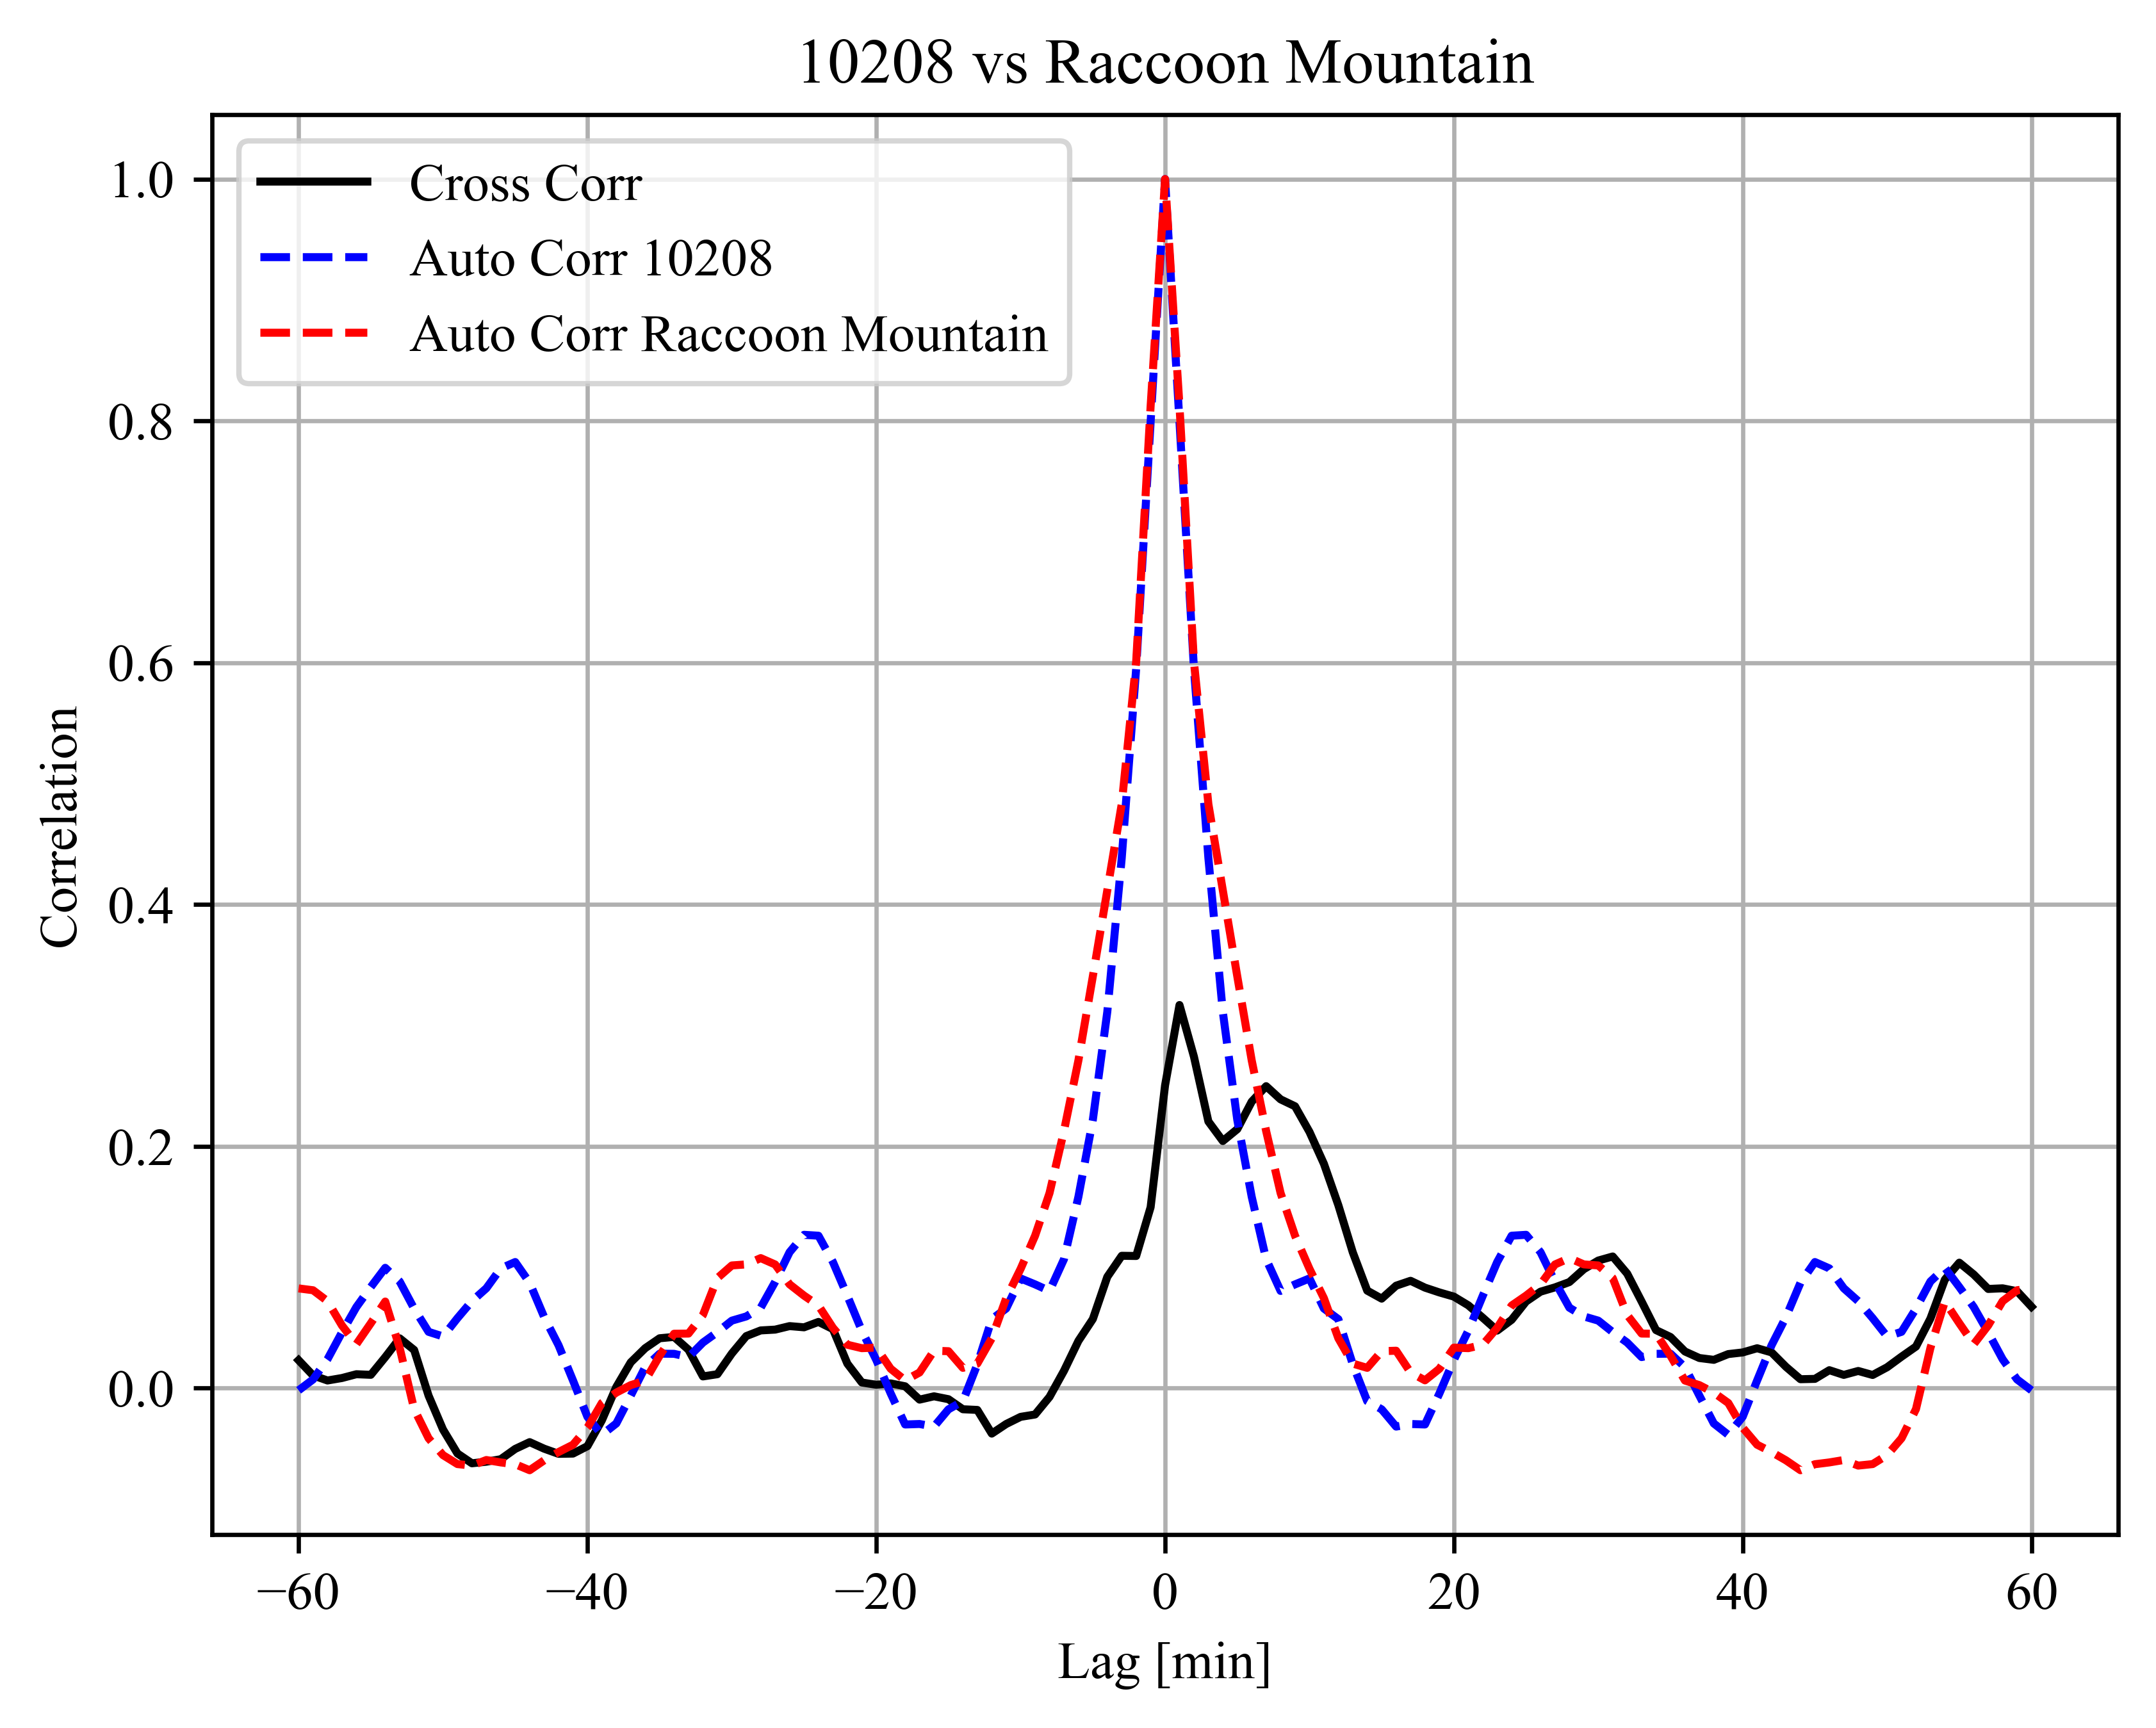 10208 vs Raccoon Mountain
Cross Corr
Auto Corr 10208
Auto Corr Raccoon Mountain
1.0
0.8
0.6
0.4
0.2
0.0
Correlation
−60
−40
−20
0
20
40
60
Lag [min]